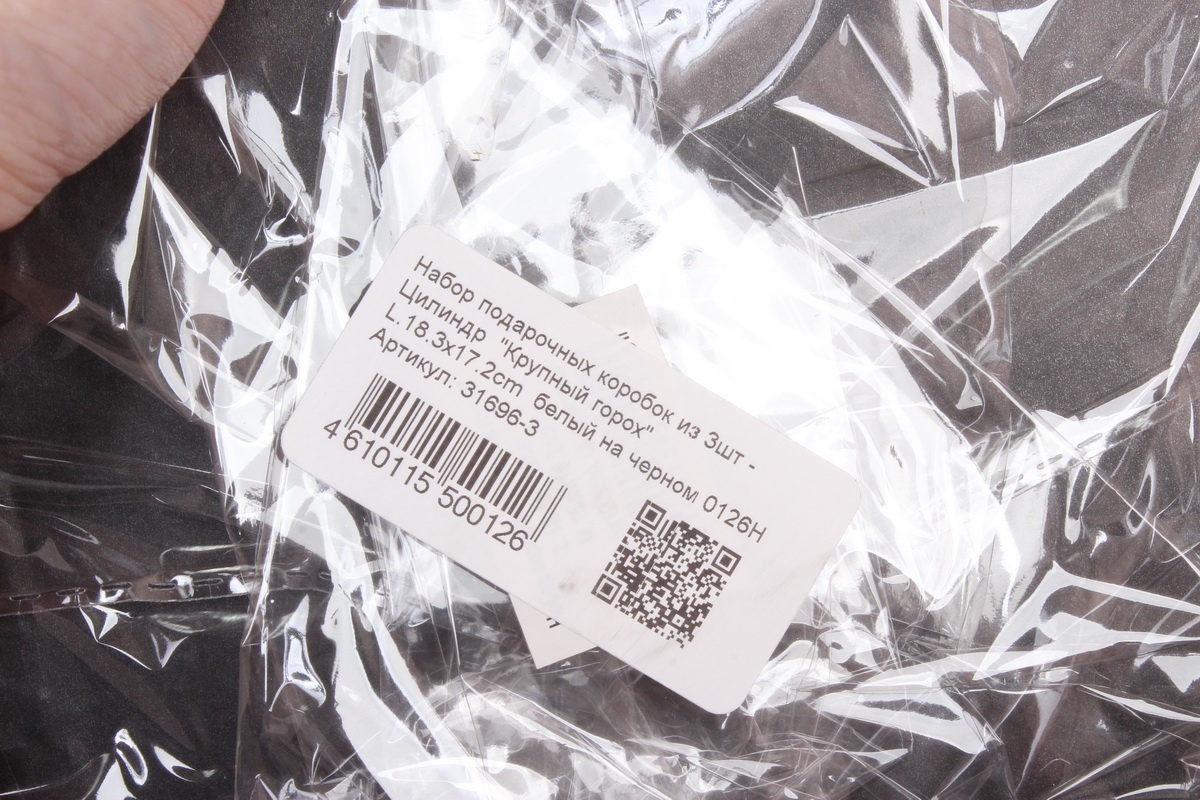 Набор подарочных коробок из 3шт -
Цилиндр "Крупный горох"
L.18.3x17.2cm белый на черном 0126H
Артикул: 31696-3
4 610115 500126